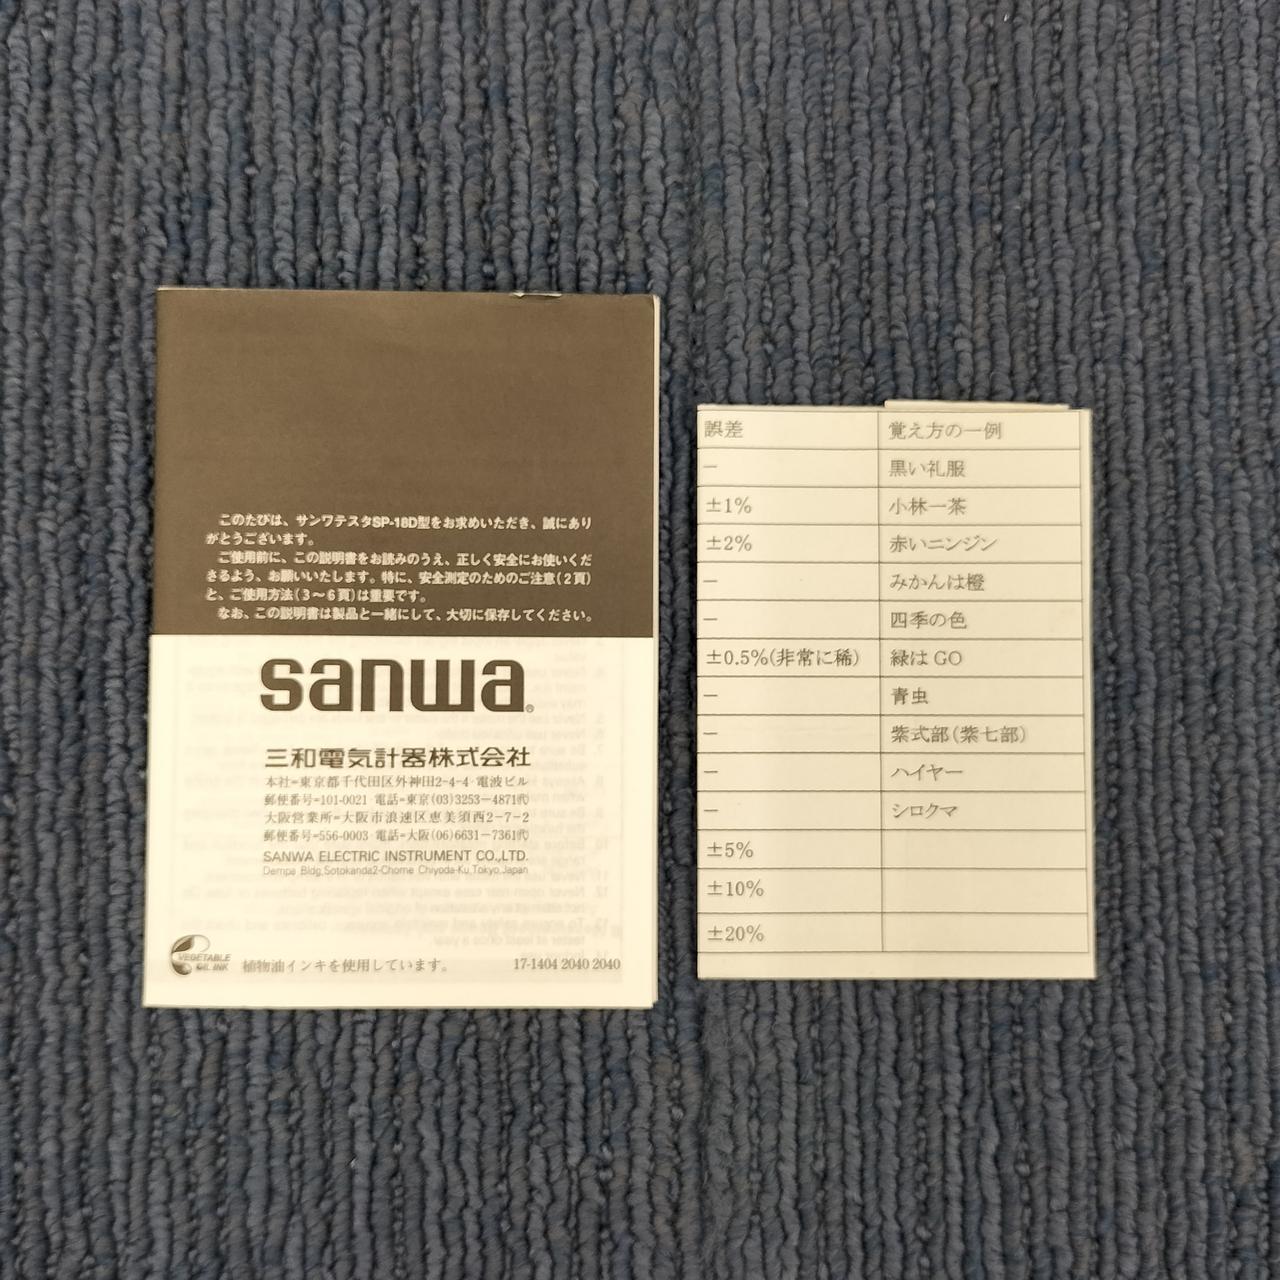 このたびは、サンワテスタSP-18D型をお求めいただき、誠にあり
がとうございます。
ご使用前に、この説明書をお読みのうえ、正しく安全にお使いくだ
さるよう、お願いいたします。特に、安全測定のためのご注意(2頁)
と、ご使用方法(3〜6頁)は重要です。
なお、この説明書は製品と一緒にして、大切に保存してください。
sanwa®
三和電気計器株式会社
本社=東京都千代田区外神田2-4-4・電波ビル
郵便番号=101-0021・電話=東京(03)3253-4871代
大阪営業所=大阪市浪速区恵美須西2-7-2
郵便番号=556-0003・電話=大阪(06)6631-7361代
SANWA ELECTRIC INSTRUMENT CO.,LTD.
Dempa Bldg,Sotokanda2-Chome Chiyoda-Ku,Tokyo,Japan
VEGETABLE
OIL INK
植物油インキを使用しています。
17-1404 2040 2040
誤差 覚え方の一例
― 黒い礼服
±1% 小林一茶
±2% 赤いニンジン
― みかんは橙
― 四季の色
±0.5%(非常に稀) 緑は GO
― 青虫
― 紫式部(紫七部)
― ハイヤー
― シロクマ
±5%
±10%
±20%